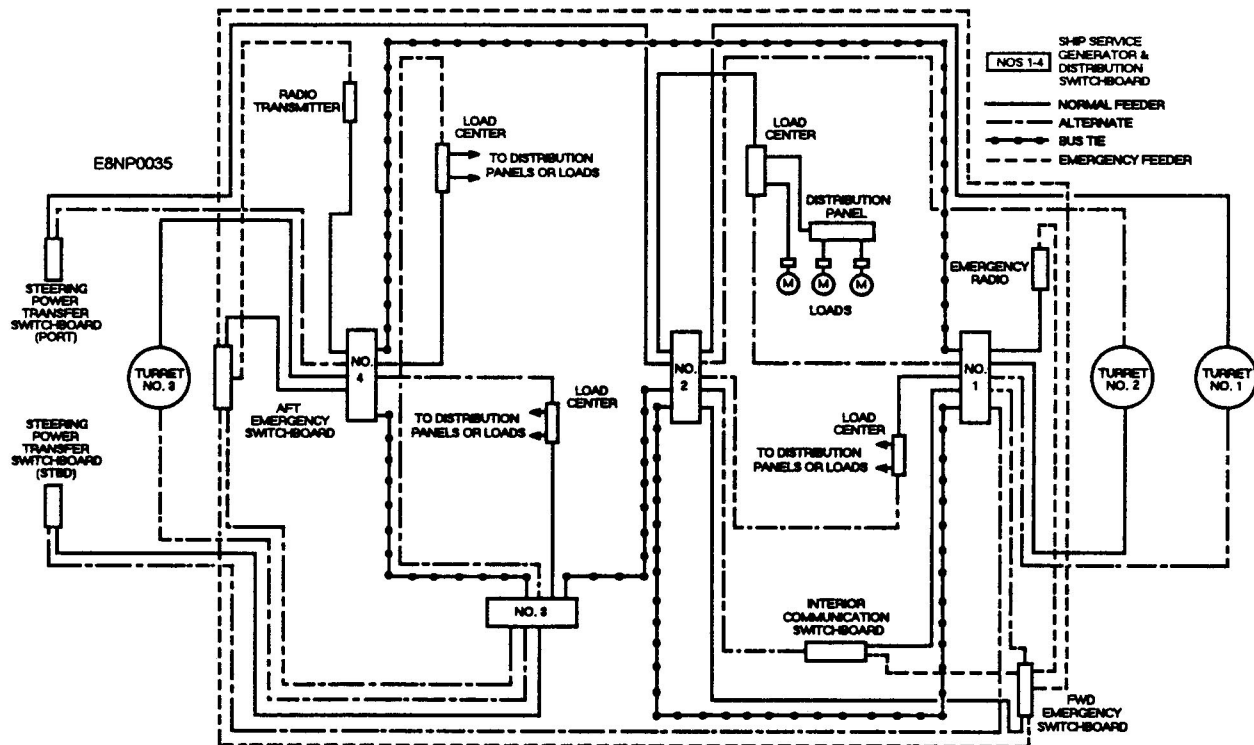 SHIP SERVICE
GENERATOR &
DISTRIBUTION
SWITCHBOARD
NOS 1-4
NORMAL FEEDER
ALTERNATE
BUS TIE
EMERGENCY FEEDER
RADIO
TRANSMITTER
E8NP0035
LOAD
CENTER
TO DISTRIBUTION
PANELS OR LOADS
LOAD
CENTER
DISTRIBUTION
PANEL
M
M
M
LOADS
EMERGENCY
RADIO
STEERING
POWER
TRANSFER
SWITCHBOARD
(PORT)
TURRET
NO. 3
NO.
4
NO.
2
NO.
1
TURRET
NO. 2
TURRET
NO. 1
AFT
EMERGENCY
SWITCHBOARD
LOAD
CENTER
TO DISTRIBUTION
PANELS OR LOADS
LOAD
CENTER
TO DISTRIBUTION
PANELS OR LOADS
STEERING
POWER
TRANSFER
SWITCHBOARD
(STBD)
NO. 3
INTERIOR
COMMUNICATION
SWITCHBOARD
FWD
EMERGENCY
SWITCHBOARD